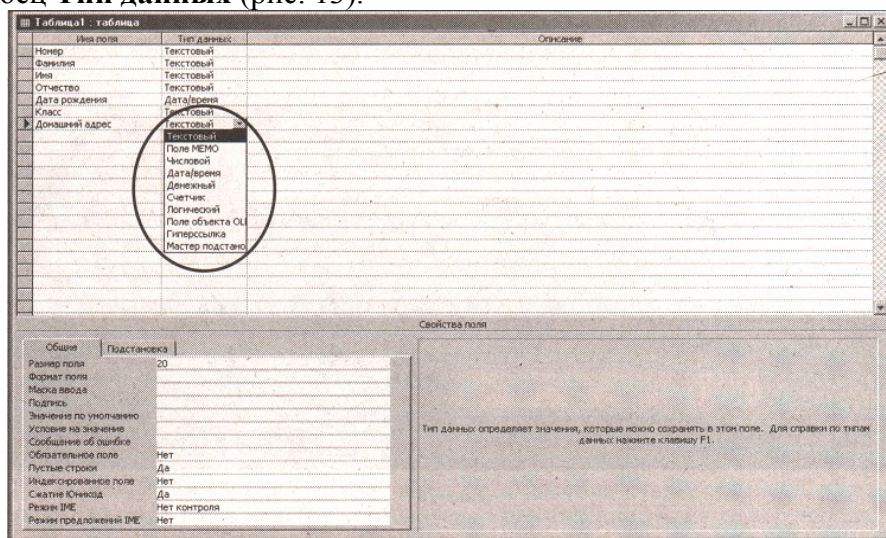 оец Тип данных (рис. 13).
Таблица1 : таблица
Имя поля Тип данных Описание
Номер Текстовый
Фамилия Текстовый
Имя Текстовый
Отчество Текстовый
Дата рождения Дата/время
Класс Текстовый
Домашний адрес Текстовый
Текстовый
Поле МЕМО
Числовой
Дата/время
Денежный
Счетчик
Логический
Поле объекта OLI
Гиперссылка
Мастер подстано
Свойства поля
Общие Подстановка
Размер поля 20
Формат поля
Маска ввода
Подпись
Значение по умолчанию
Условие на значение
Сообщение об ошибке
Обязательное поле Нет
Пустые строки Да
Индексированное поле Нет
Сжатие Юникод Да
Режим IME Нет контроля
Режим предложений IME Нет
Тип данных определяет значения, которые можно сохранять в этом поле. Для справки по типам
данных нажмите клавишу F1.